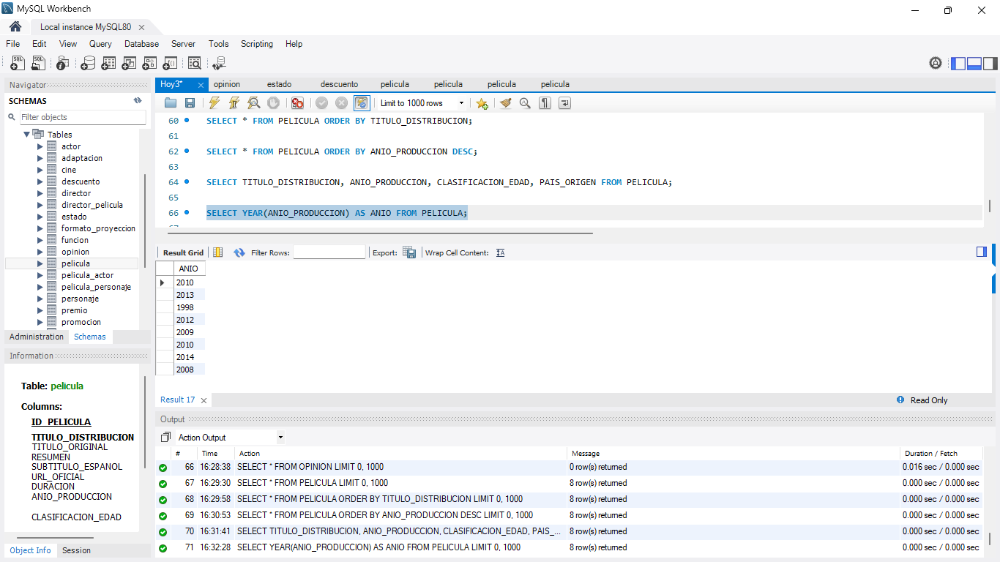 MySQL Workbench
Local instance MySQL80
File Edit View Query Database Server Tools Scripting Help
Navigator
SCHEMAS
Filter objects
Tables
actor
adaptacion
cine
descuento
director
director_pelicula
estado
formato_proyeccion
funcion
opinion
pelicula
pelicula_actor
pelicula_personaje
personaje
premio
promocion
Administration Schemas
Information
Table: pelicula
Columns:
ID_PELICULA
TITULO_DISTRIBUCION
TITULO_ORIGINAL
RESUMEN
SUBTITULO_ESPANOL
URL_OFICIAL
DURACION
ANIO_PRODUCCION
CLASIFICACION_EDAD
Object Info Session
Hoy3* opinion estado descuento pelicula pelicula pelicula pelicula
Limit to 1000 rows
60 SELECT * FROM PELICULA ORDER BY TITULO_DISTRIBUCION;
61
62 SELECT * FROM PELICULA ORDER BY ANIO_PRODUCCION DESC;
63
64 SELECT TITULO_DISTRIBUCION, ANIO_PRODUCCION, CLASIFICACION_EDAD, PAIS_ORIGEN FROM PELICULA;
65
66 SELECT YEAR(ANIO_PRODUCCION) AS ANIO FROM PELICULA;
Result Grid Filter Rows: Export: Wrap Cell Content:
ANIO
2010
2013
1998
2012
2009
2010
2014
2008
Result 17 Read Only
Output
Action Output
# Time Action Message Duration / Fetch
66 16:28:38 SELECT * FROM OPINION LIMIT 0, 1000 0 row(s) returned 0.016 sec / 0.000 sec
67 16:29:30 SELECT * FROM PELICULA LIMIT 0, 1000 8 row(s) returned 0.000 sec / 0.000 sec
68 16:29:58 SELECT * FROM PELICULA ORDER BY TITULO_DISTRIBUCION LIMIT 0, 1000 8 row(s) returned 0.000 sec / 0.000 sec
69 16:30:53 SELECT * FROM PELICULA ORDER BY ANIO_PRODUCCION DESC LIMIT 0, 1000 8 row(s) returned 0.000 sec / 0.000 sec
70 16:31:41 SELECT TITULO_DISTRIBUCION, ANIO_PRODUCCION, CLASIFICACION_EDAD, PAIS_... 8 row(s) returned 0.000 sec / 0.000 sec
71 16:32:28 SELECT YEAR(ANIO_PRODUCCION) AS ANIO FROM PELICULA LIMIT 0, 1000 8 row(s) returned 0.000 sec / 0.000 sec